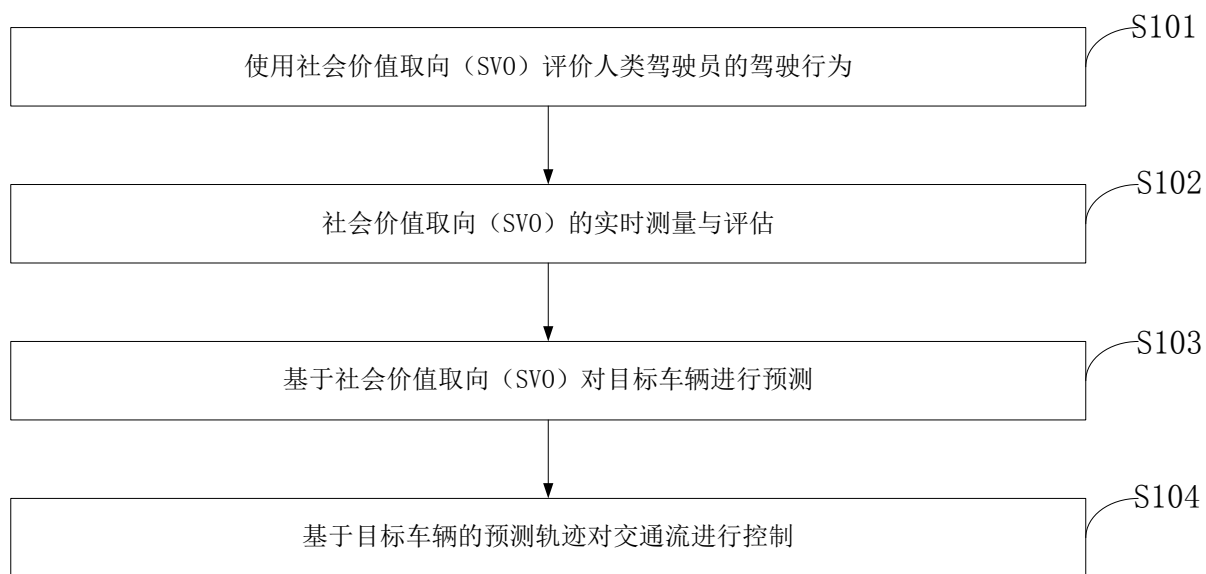 S101
使用社会价值取向（SVO）评价人类驾驶员的驾驶行为
S102
社会价值取向（SVO）的实时测量与评估
S103
基于社会价值取向（SVO）对目标车辆进行预测
S104
基于目标车辆的预测轨迹对交通流进行控制